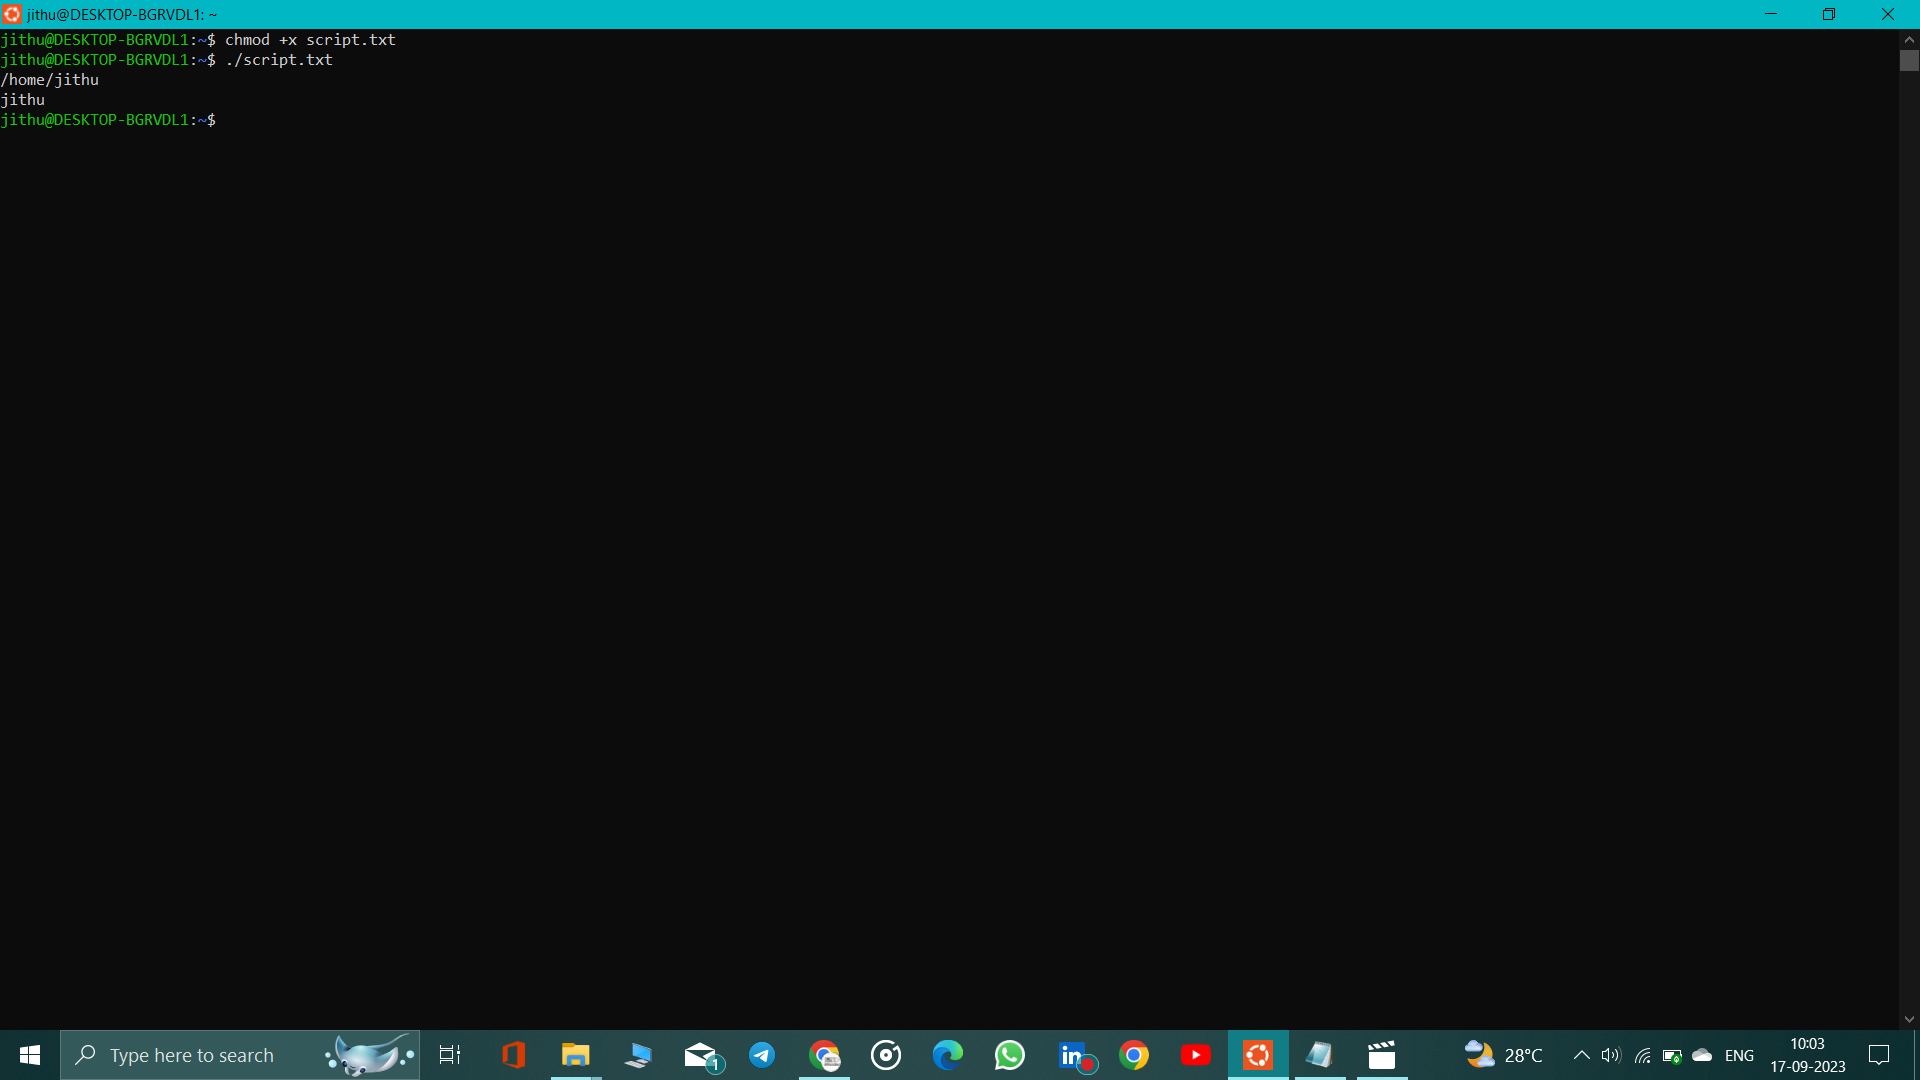 jithu@DESKTOP-BGRVDL1: ~
jithu@DESKTOP-BGRVDL1:~$ chmod +x script.txt
jithu@DESKTOP-BGRVDL1:~$ ./script.txt
/home/jithu
jithu
jithu@DESKTOP-BGRVDL1:~$
Type here to search
1
in
28°C
ENG
10:03
17-09-2023